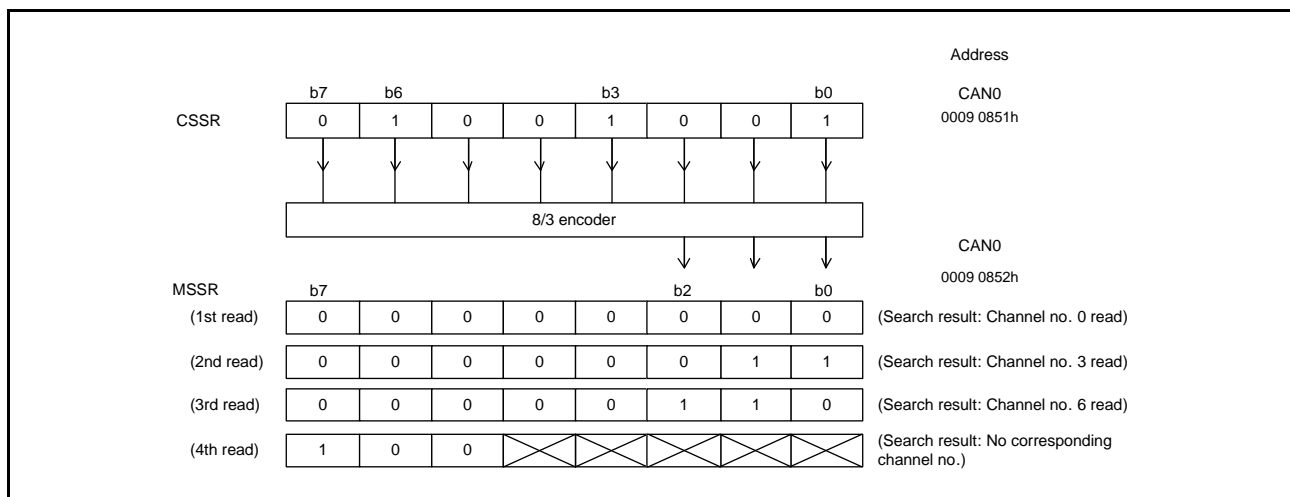 Address
b7 b6 b3 b0 CAN0
CSSR 0 1 0 0 1 0 0 1 0009 0851h
8/3 encoder
CAN0
0009 0852h
MSSR b7 b2 b0
(1st read) 0 0 0 0 0 0 0 0 (Search result: Channel no. 0 read)
(2nd read) 0 0 0 0 0 0 1 1 (Search result: Channel no. 3 read)
(3rd read) 0 0 0 0 0 1 1 0 (Search result: Channel no. 6 read)
(4th read) 1 0 0 (Search result: No corresponding
channel no.)